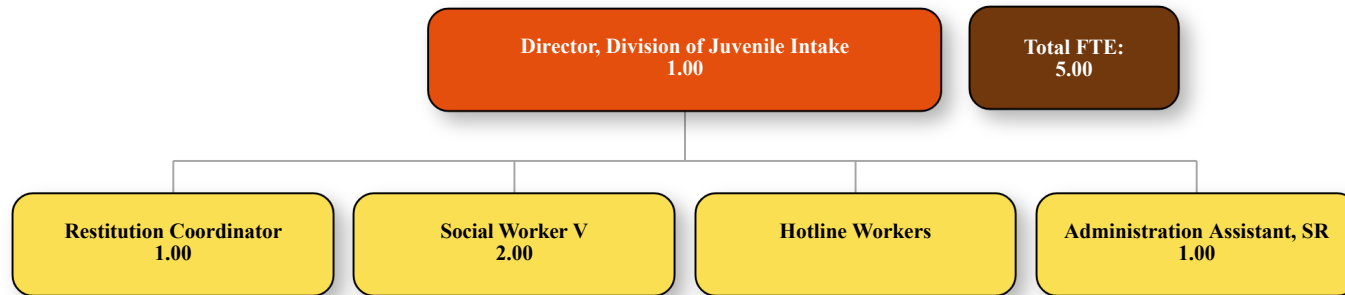 Director, Division of Juvenile Intake
1.00
Total FTE:
5.00
Restitution Coordinator
1.00
Social Worker V
2.00
Hotline Workers
Administration Assistant, SR
1.00